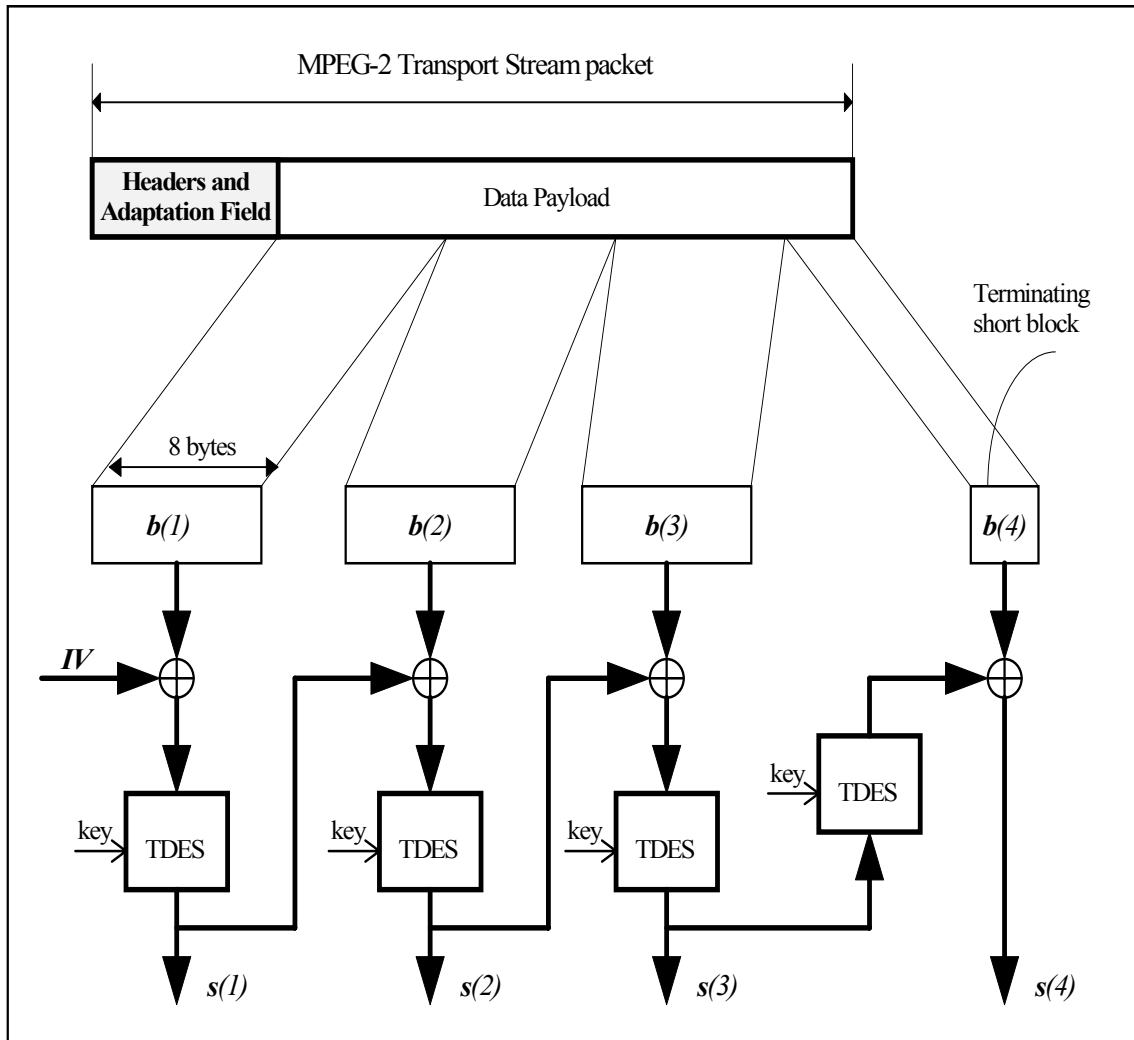 MPEG-2 Transport Stream packet
Headers and
Adaptation Field
Data Payload
Terminating
short block
8 bytes
b(1)
b(2)
b(3)
b(4)
IV
key
TDES
key
TDES
key
TDES
key
TDES
s(1)
s(2)
s(3)
s(4)